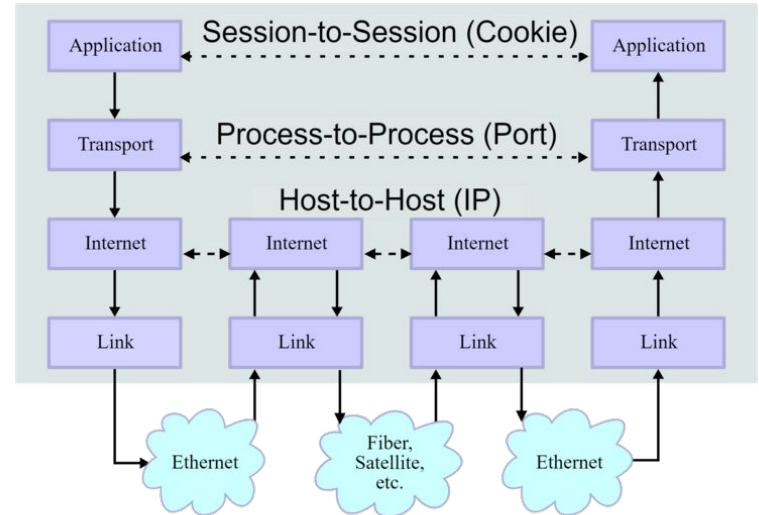 Application
Session-to-Session (Cookie)
Application
Transport
Process-to-Process (Port)
Transport
Host-to-Host (IP)
Internet
Internet
Internet
Internet
Link
Link
Link
Link
Ethernet
Fiber,
Satellite,
etc.
Ethernet